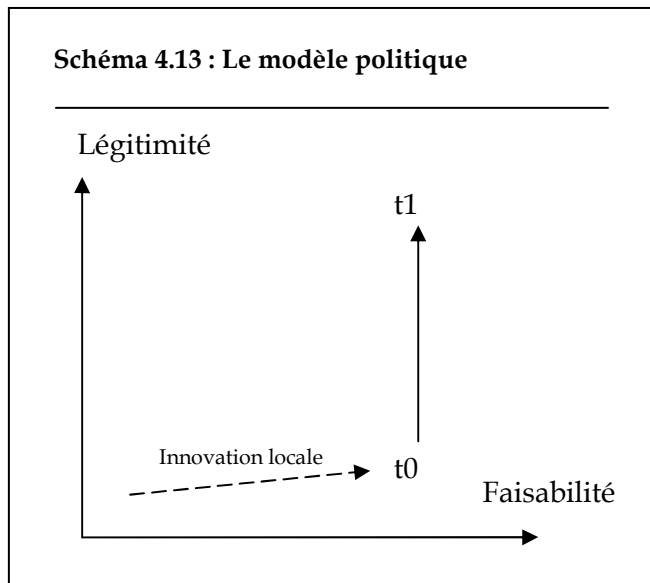 Schéma 4.13 : Le modèle politique
Légitimité
t1
Innovation locale
t0
Faisabilité